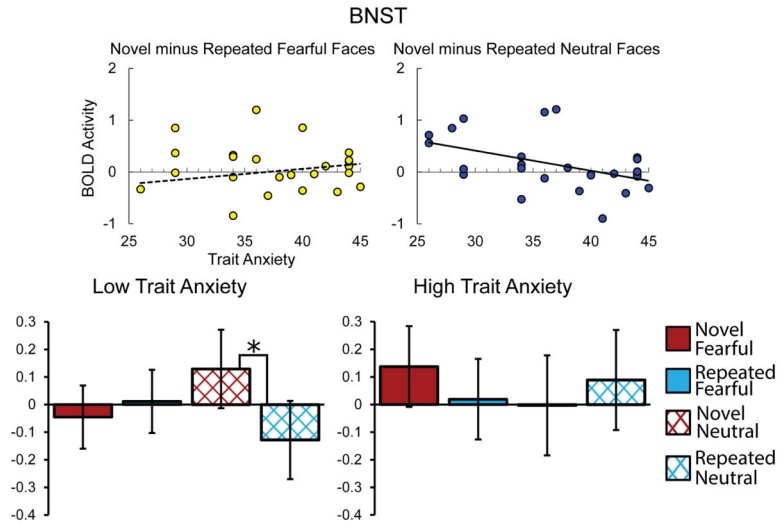 BNST
Novel minus Repeated Fearful Faces
Novel minus Repeated Neutral Faces
BOLD Activity
2
1
0
-1
25
30
35
40
45
Trait Anxiety
2
1
0
-1
25
30
35
40
45
Low Trait Anxiety
High Trait Anxiety
0.3
0.2
0.1
0
-0.1
-0.2
-0.3
-0.4
*
0.3
0.2
0.1
0
-0.1
-0.2
-0.3
-0.4
Novel
Fearful
Repeated
Fearful
Novel
Neutral
Repeated
Neutral